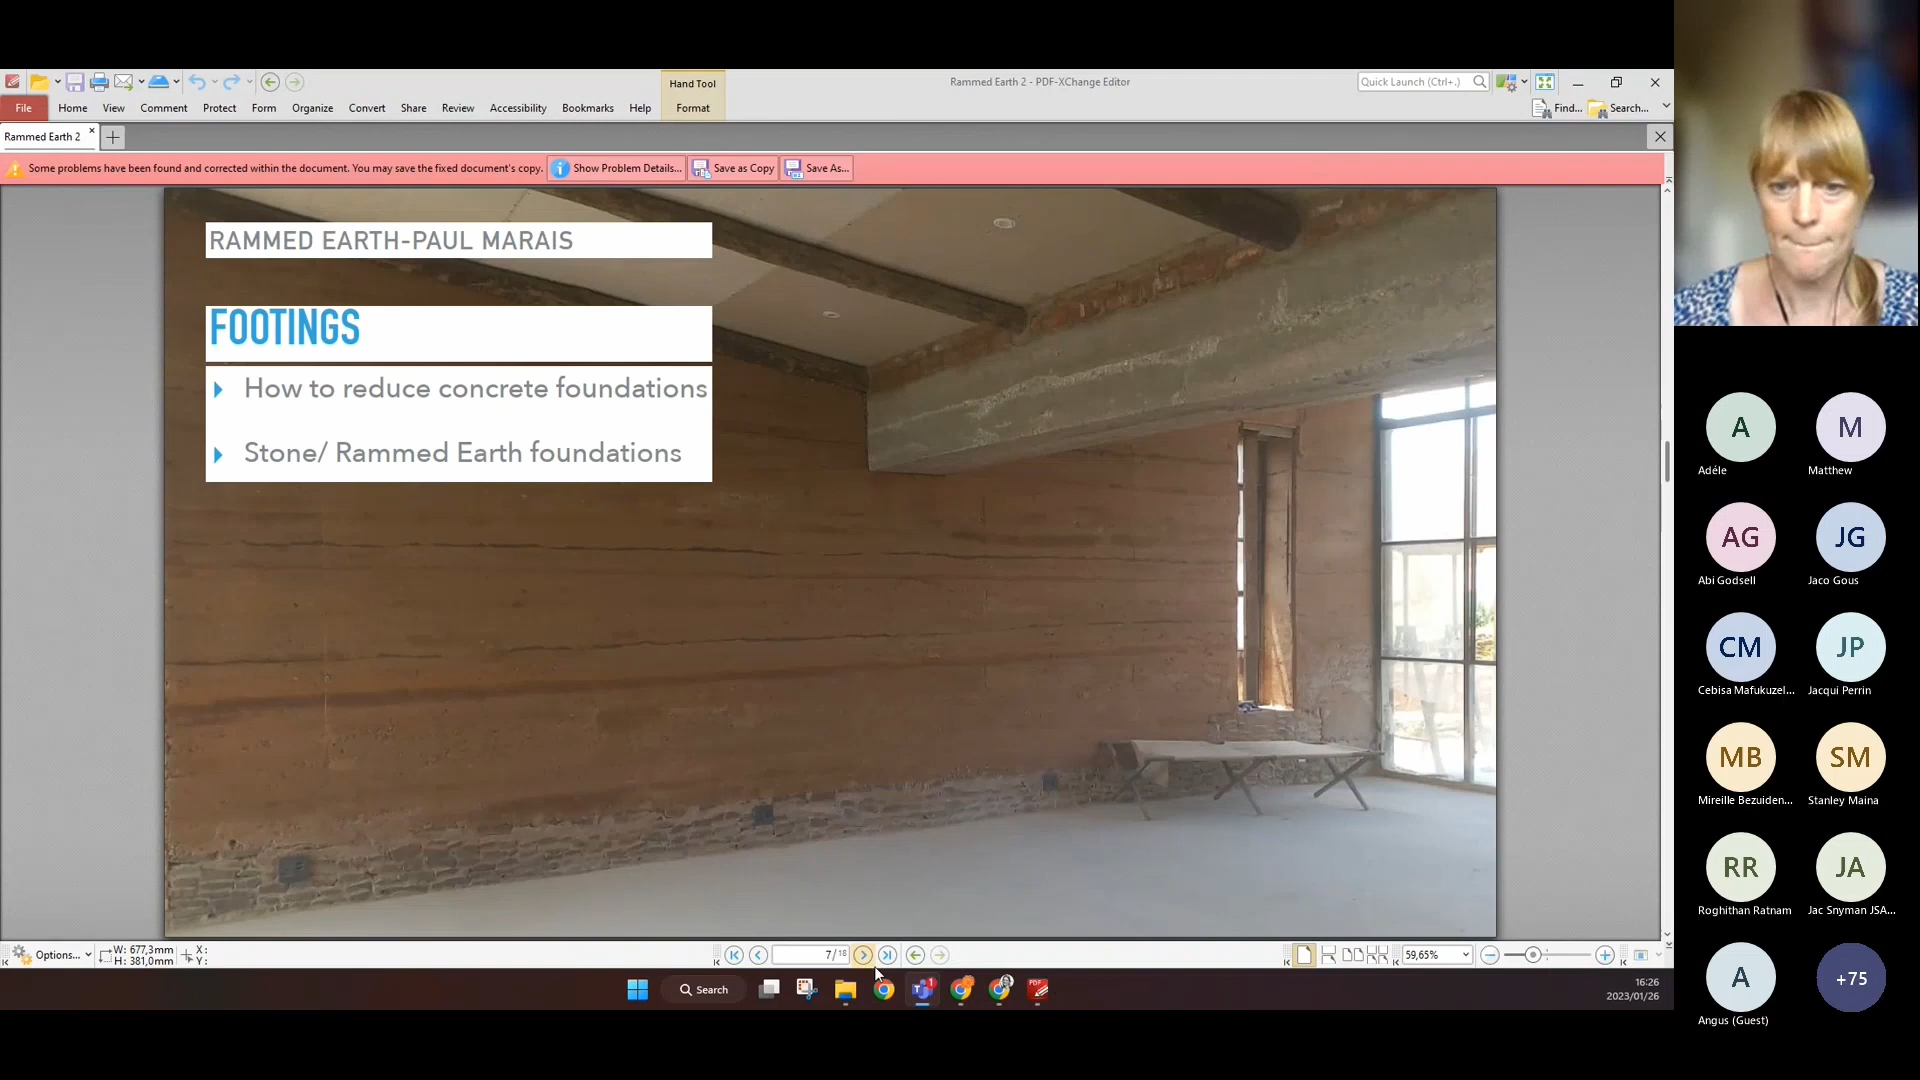 Rammed Earth 2 - PDF-XChange Editor
Quick Launch (Ctrl+.)
Hand Tool
File Home View Comment Protect Form Organize Convert Share Review Accessibility Bookmarks Help Format
Find... Search...
Rammed Earth 2
Some problems have been found and corrected within the document. You may save the fixed document's copy. Show Problem Details... Save as Copy Save As...
RAMMED EARTH-PAUL MARAIS
FOOTINGS
How to reduce concrete foundations
Stone/ Rammed Earth foundations
Options...
W: 677,3mm
H: 381,0mm
X:
Y:
7/18
59,65%
Search
16:26
2023/01/26
A
Adéle
M
Matthew
AG
Abi Godsell
JG
Jaco Gous
CM
Cebisa Mafukuzel...
JP
Jacqui Perrin
MB
Mireille Bezuiden...
SM
Stanley Maina
RR
Roghithan Ratnam
JA
Jac Snyman JSA...
A
Angus (Guest)
+75